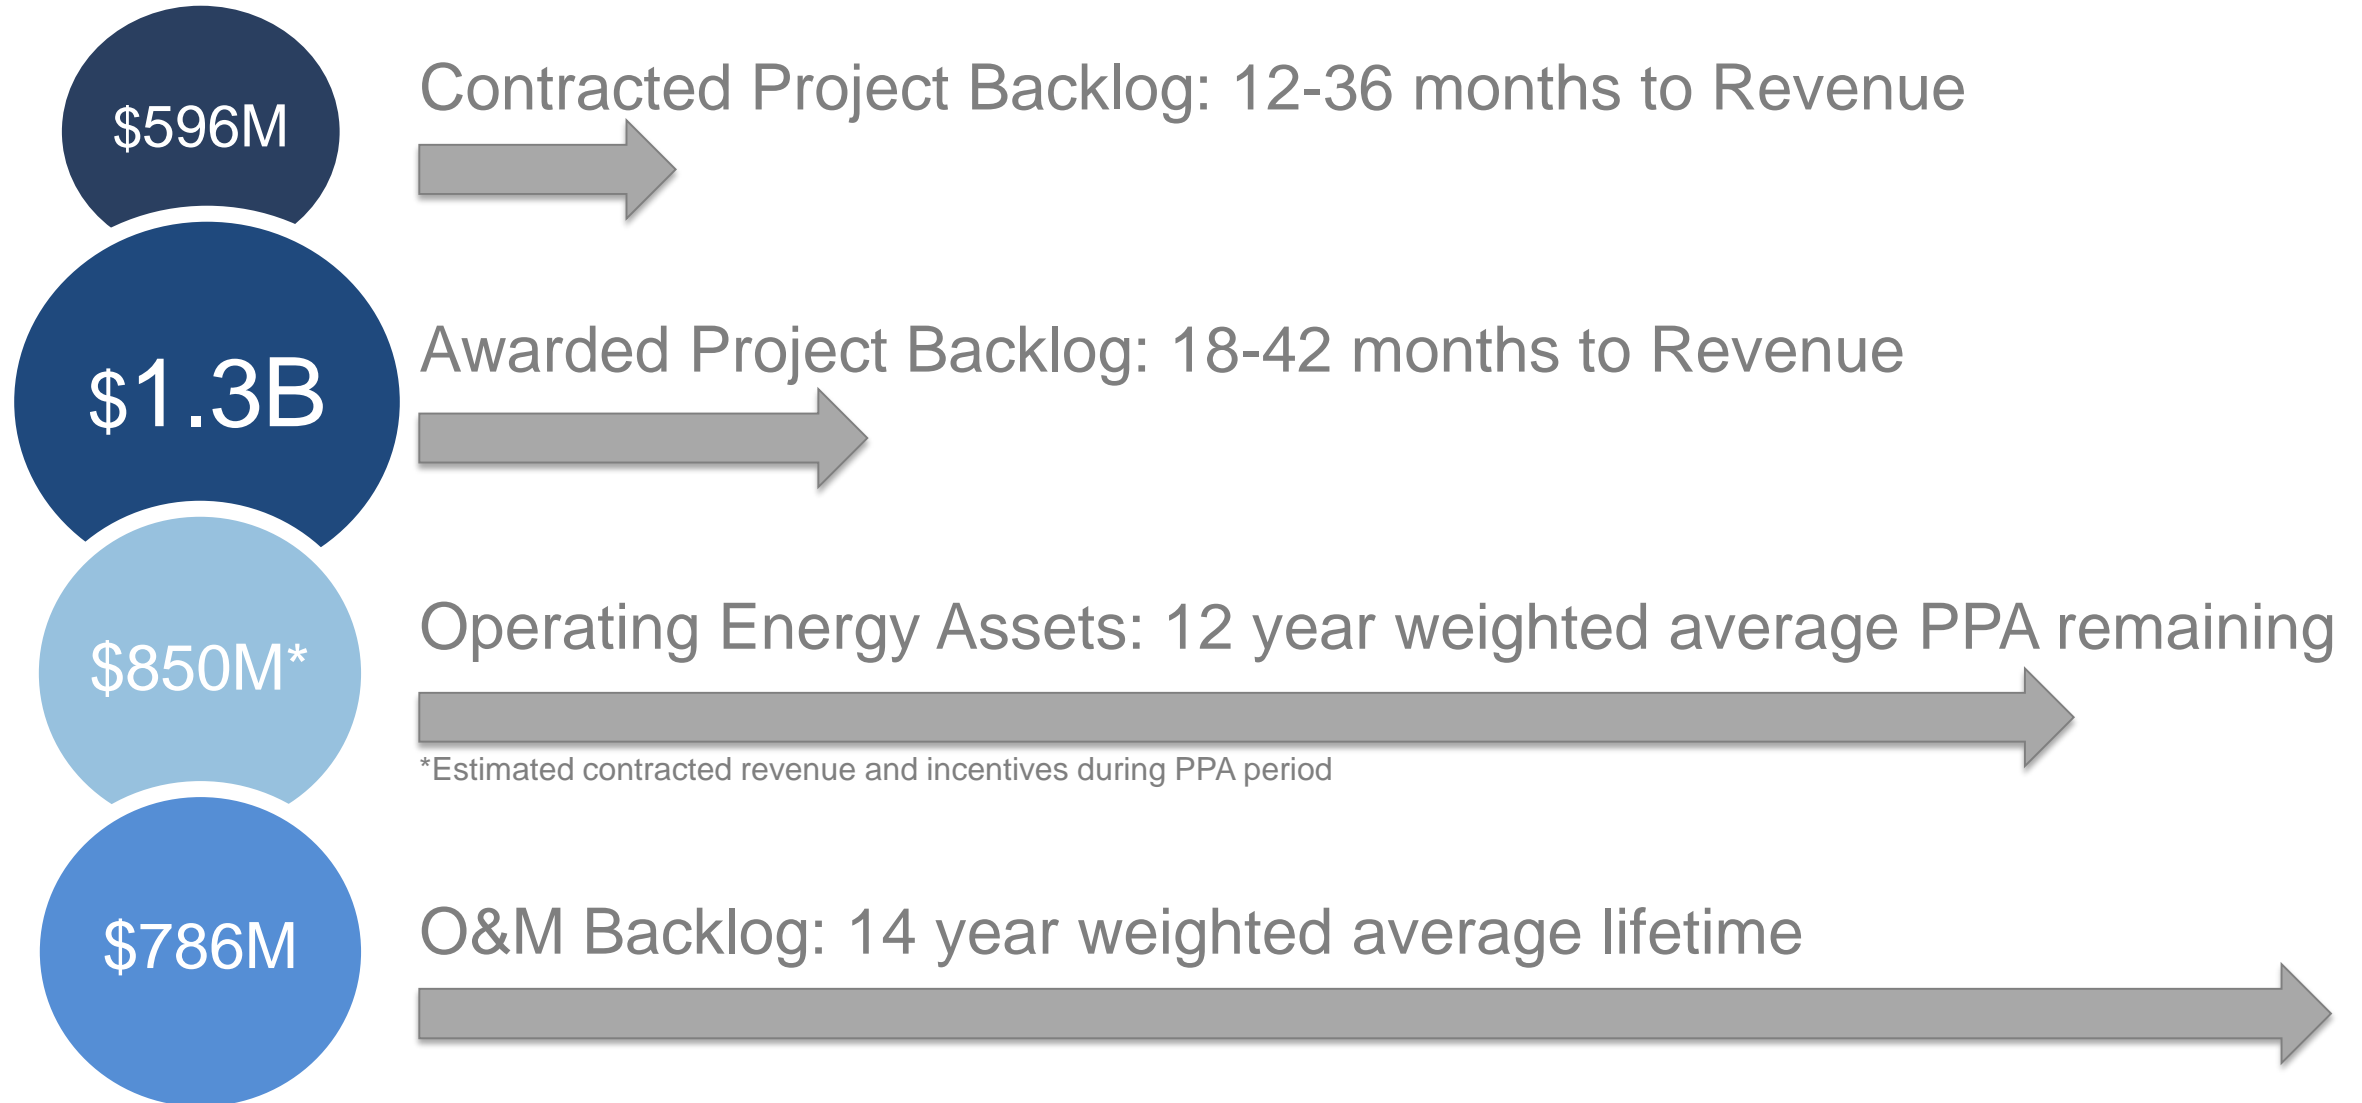 $596M
Contracted Project Backlog: 12-36 months to Revenue
$1.3B
Awarded Project Backlog: 18-42 months to Revenue
$850M*
Operating Energy Assets: 12 year weighted average PPA remaining
*Estimated contracted revenue and incentives during PPA period
$786M
O&M Backlog: 14 year weighted average lifetime